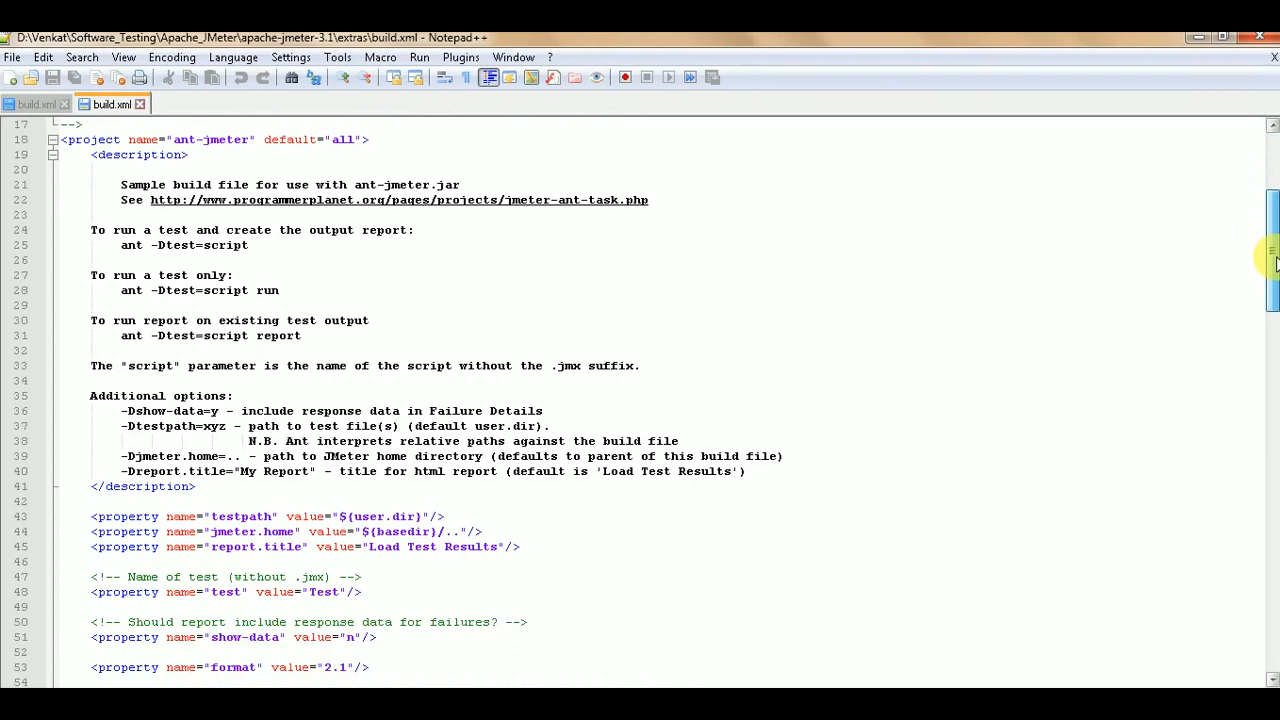 D:\Venkat\Software_Testing\Apache_JMeter\apache-jmeter-3.1\extras\build.xml - Notepad++
File Edit Search View Encoding Language Settings Tools Macro Run Plugins Window ? X
build.xml build.xml
17 -->
18 <project name="ant-jmeter" default="all">
19 <description>
20
21 Sample build file for use with ant-jmeter.jar
22 See http://www.programmerplanet.org/pages/projects/jmeter-ant-task.php
23
24 To run a test and create the output report:
25 ant -Dtest=script
26
27 To run a test only:
28 ant -Dtest=script run
29
30 To run report on existing test output
31 ant -Dtest=script report
32
33 The "script" parameter is the name of the script without the .jmx suffix.
34
35 Additional options:
36 -Dshow-data=y - include response data in Failure Details
37 -Dtestpath=xyz - path to test file(s) (default user.dir).
38 N.B. Ant interprets relative paths against the build file
39 -Djmeter.home=.. - path to JMeter home directory (defaults to parent of this build file)
40 -Dreport.title="My Report" - title for html report (default is 'Load Test Results')
41 </description>
42
43 <property name="testpath" value="${user.dir}"/>
44 <property name="jmeter.home" value="${basedir}/.."/>
45 <property name="report.title" value="Load Test Results"/>
46
47 <!-- Name of test (without .jmx) -->
48 <property name="test" value="Test"/>
49
50 <!-- Should report include response data for failures? -->
51 <property name="show-data" value="n"/>
52
53 <property name="format" value="2.1"/>
54